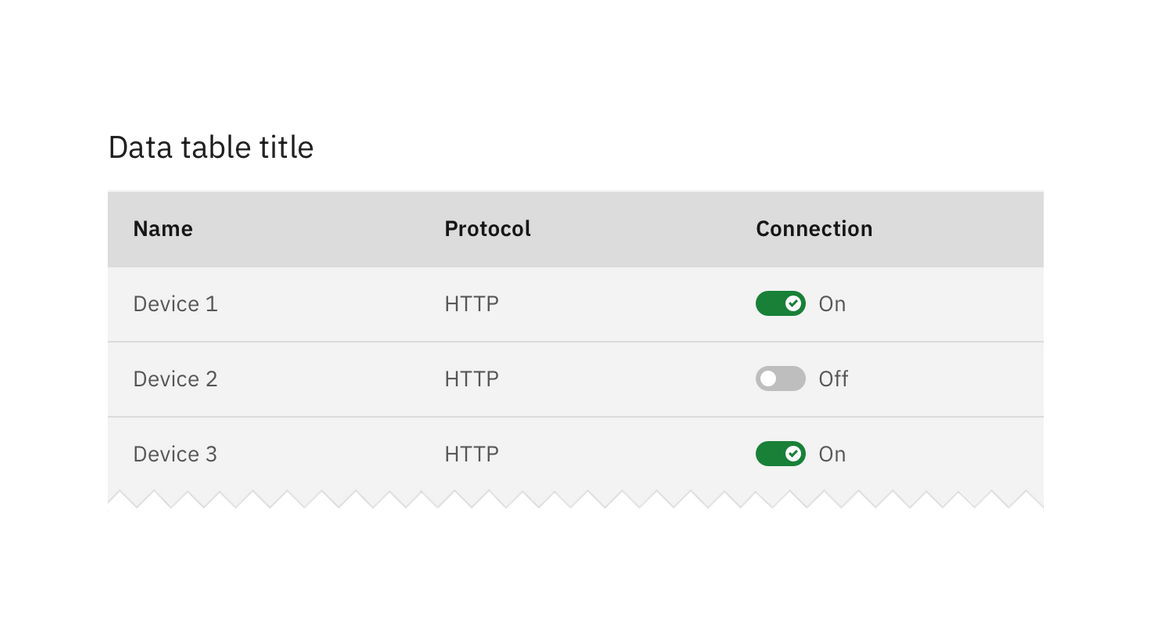 Data table title
Name Protocol Connection
Device 1 HTTP On
Device 2 HTTP Off
Device 3 HTTP On